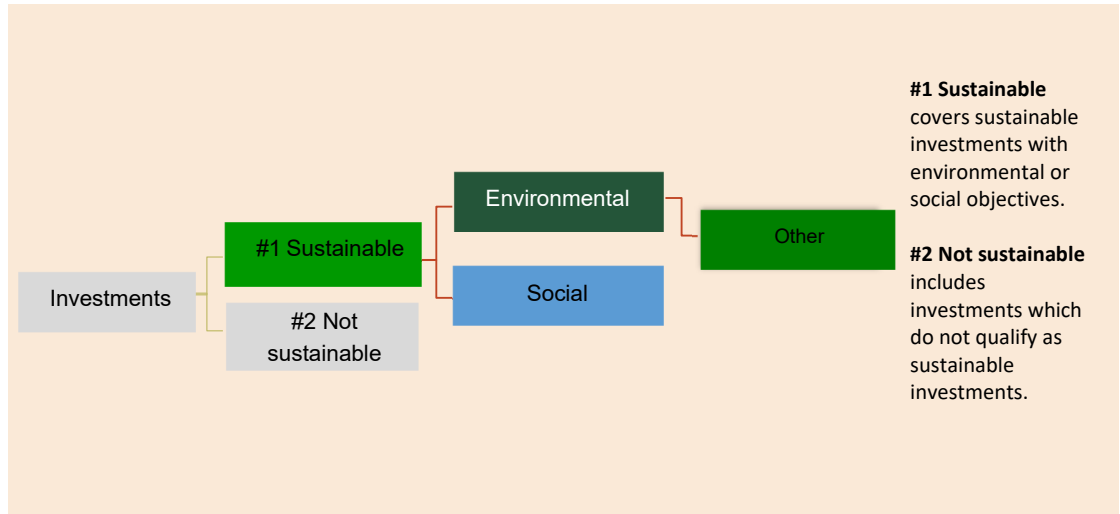 Investments
#1 Sustainable
#2 Not
sustainable
Environmental
Social
Other
#1 Sustainable
covers sustainable
investments with
environmental or
social objectives.
#2 Not sustainable
includes
investments which
do not qualify as
sustainable
investments.